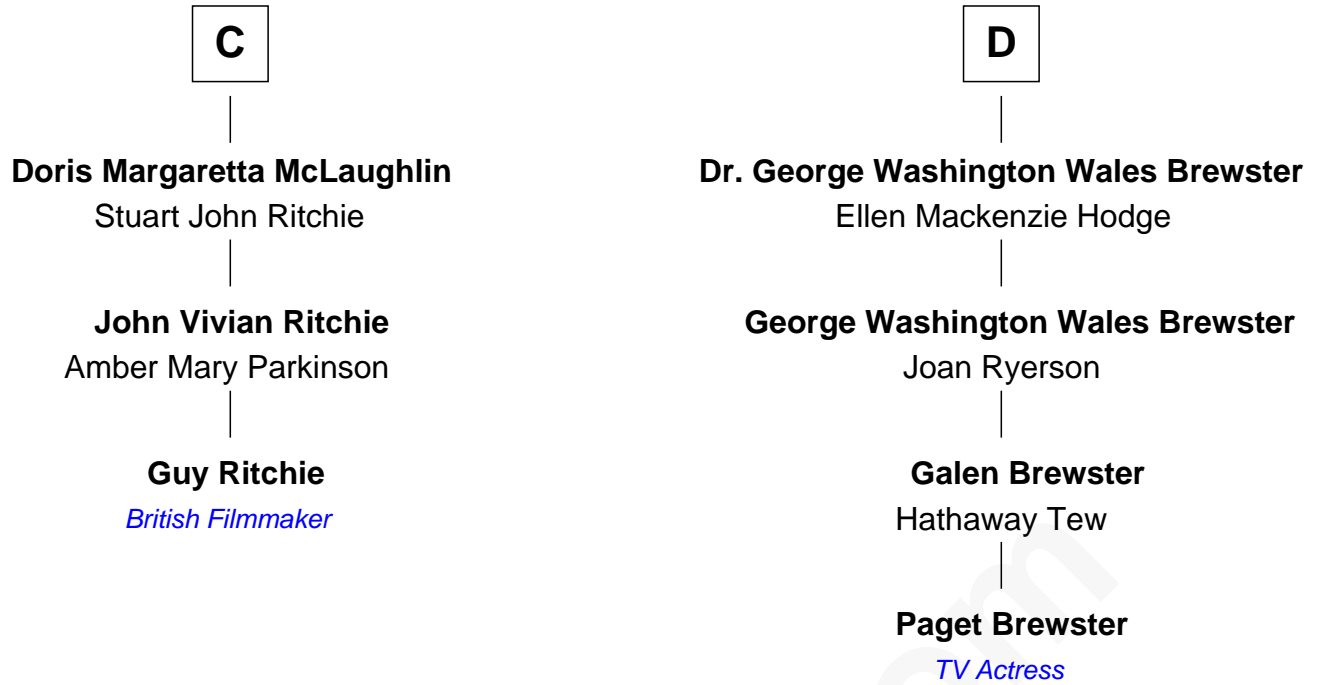 C
Doris Margaretta McLaughlin
Stuart John Ritchie
John Vivian Ritchie
Amber Mary Parkinson
Guy Ritchie
British Filmmaker
D
Dr. George Washington Wales Brewster
Ellen Mackenzie Hodge
George Washington Wales Brewster
Joan Ryerson
Galen Brewster
Hathaway Tew
Paget Brewster
TV Actress